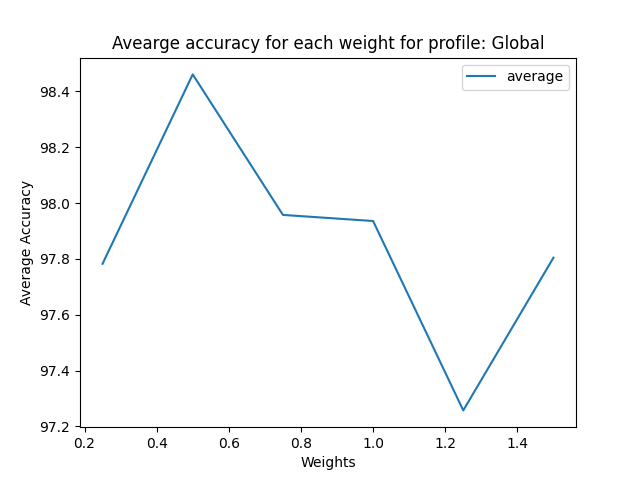 Avearge accuracy for each weight for profile: Global
average
98.4
98.2
98.0
97.8
97.6
97.4
97.2
Average Accuracy
0.2 0.4 0.6 0.8 1.0 1.2 1.4
Weights